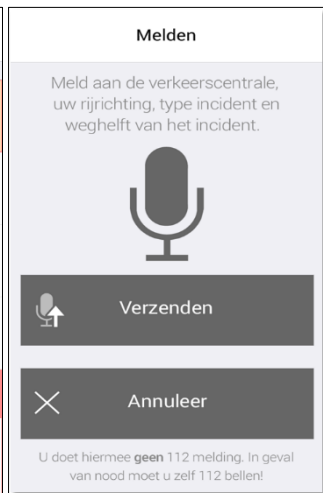 Melden
Meld aan de verkeerscentrale,
uw rijrichting, type incident en
weghelft van het incident.
Verzenden
Annuleer
U doet hiermee geen 112 melding. In geval
van nood moet u zelf 112 bellen!